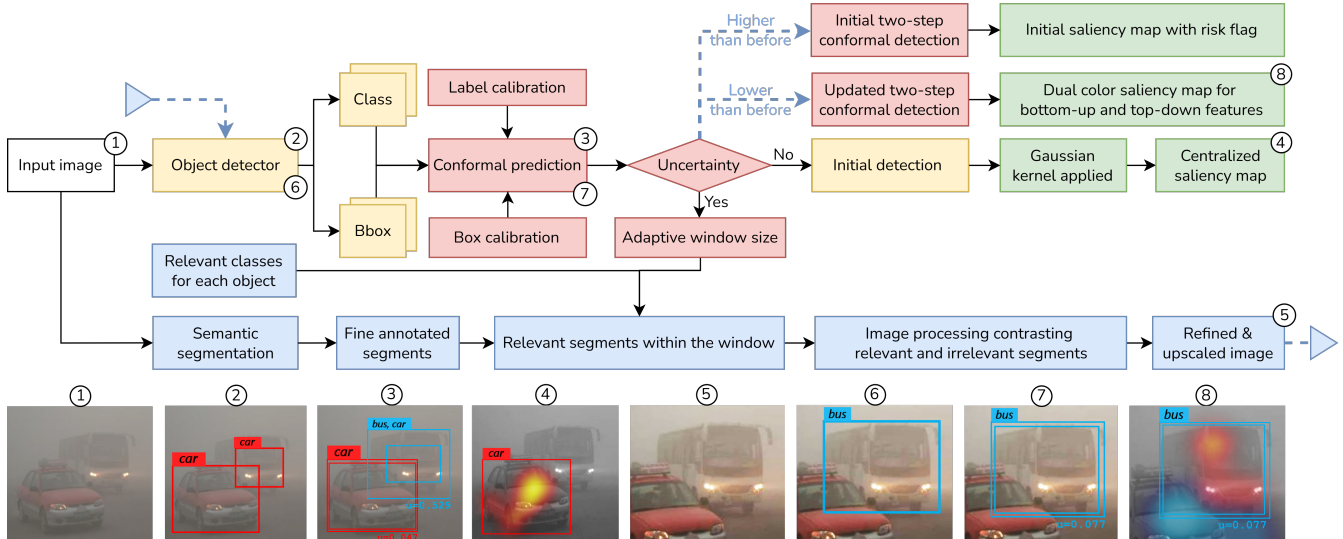 Higher
than before
Initial two-step
conformal detection
Initial saliency map with risk flag
Label calibration
Class
Lower
than before
Updated two-step
conformal detection
Dual color saliency map for
bottom-up and top-down features
8
1
Input image
2
Object detector
6
3
Conformal prediction
7
Uncertainty
No
Initial detection
Gaussian
kernel applied
4
Centralized
saliency map
Yes
Bbox
Box calibration
Adaptive window size
Relevant classes
for each object
Semantic
segmentation
Fine annotated
segments
Relevant segments within the window
Image processing contrasting
relevant and irrelevant segments
5
Refined &
upscaled image
1
2
3
4
5
6
7
8
car
car
bus, car
car
car
bus
bus
u=0.077
bus
u=0.077